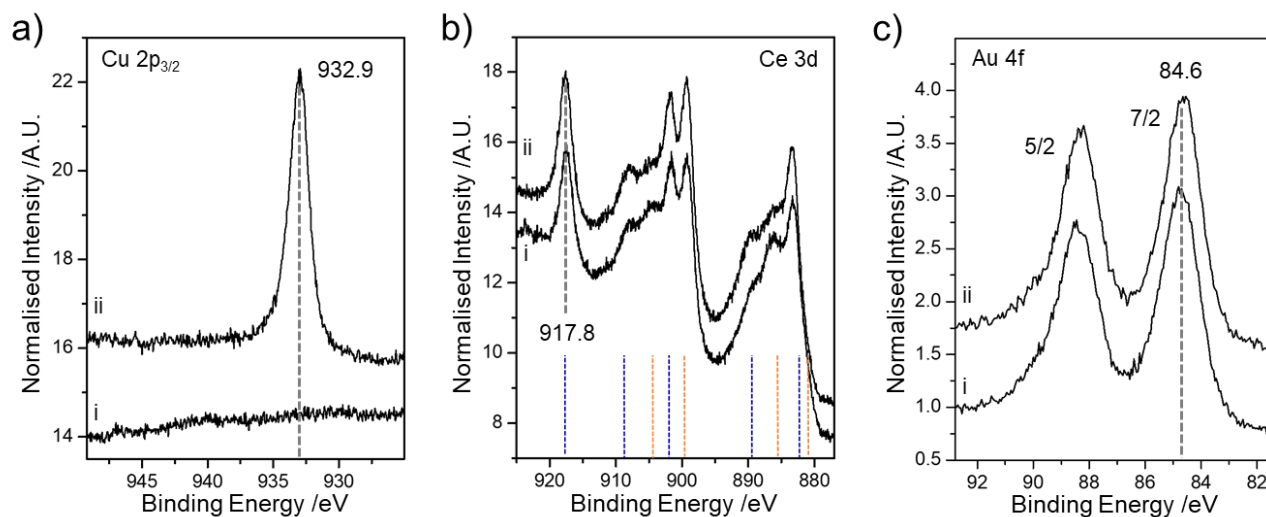 a)
Cu 2p3/2
932.9
ii
i
22
20
18
16
14
945
940
935
930
Normalised Intensity /A.U.
Binding Energy /eV
b)
Ce 3d
ii
i
917.8
18
16
14
12
10
8
920
910
900
890
880
Normalised Intensity /A.U.
Binding Energy /eV
c)
Au 4f
84.6
7/2
5/2
ii
i
4.0
3.5
3.0
2.5
2.0
1.5
1.0
0.5
92
90
88
86
84
82
Normalised Intensity /A.U.
Binding Energy /eV